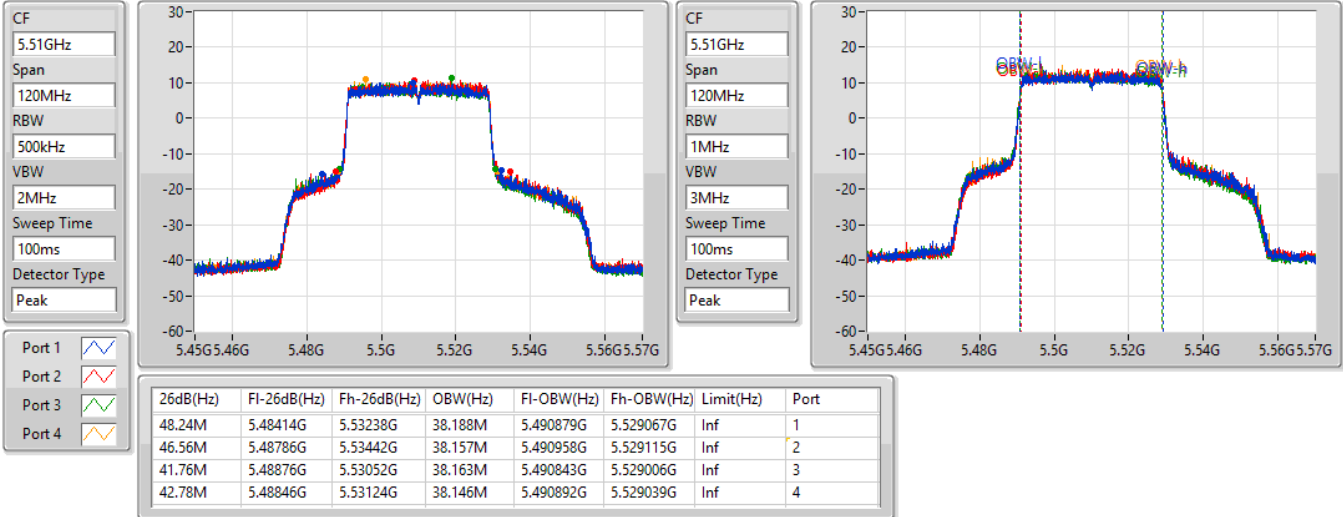 CF
5.51GHz
Span
120MHz
RBW
500kHz
VBW
2MHz
Sweep Time
100ms
Detector Type
Peak
30
20
10
0
-10
-20
-30
-40
-50
-60
5.45G 5.46G 5.48G 5.5G 5.52G 5.54G 5.56G 5.57G
CF
5.51GHz
Span
120MHz
RBW
1MHz
VBW
3MHz
Sweep Time
100ms
Detector Type
Peak
30
20
10
0
-10
-20
-30
-40
-50
-60
OBW-l OBW-h
5.45G 5.46G 5.48G 5.5G 5.52G 5.54G 5.56G 5.57G
Port 1
Port 2
Port 3
Port 4
26dB(Hz) Fl-26dB(Hz) Fh-26dB(Hz) OBW(Hz) Fl-OBW(Hz) Fh-OBW(Hz) Limit(Hz) Port
48.24M 5.48414G 5.53238G 38.188M 5.490879G 5.529067G Inf 1
46.56M 5.48786G 5.53442G 38.157M 5.490958G 5.529115G Inf 2
41.76M 5.48876G 5.53052G 38.163M 5.490843G 5.529006G Inf 3
42.78M 5.48846G 5.53124G 38.146M 5.490892G 5.529039G Inf 4